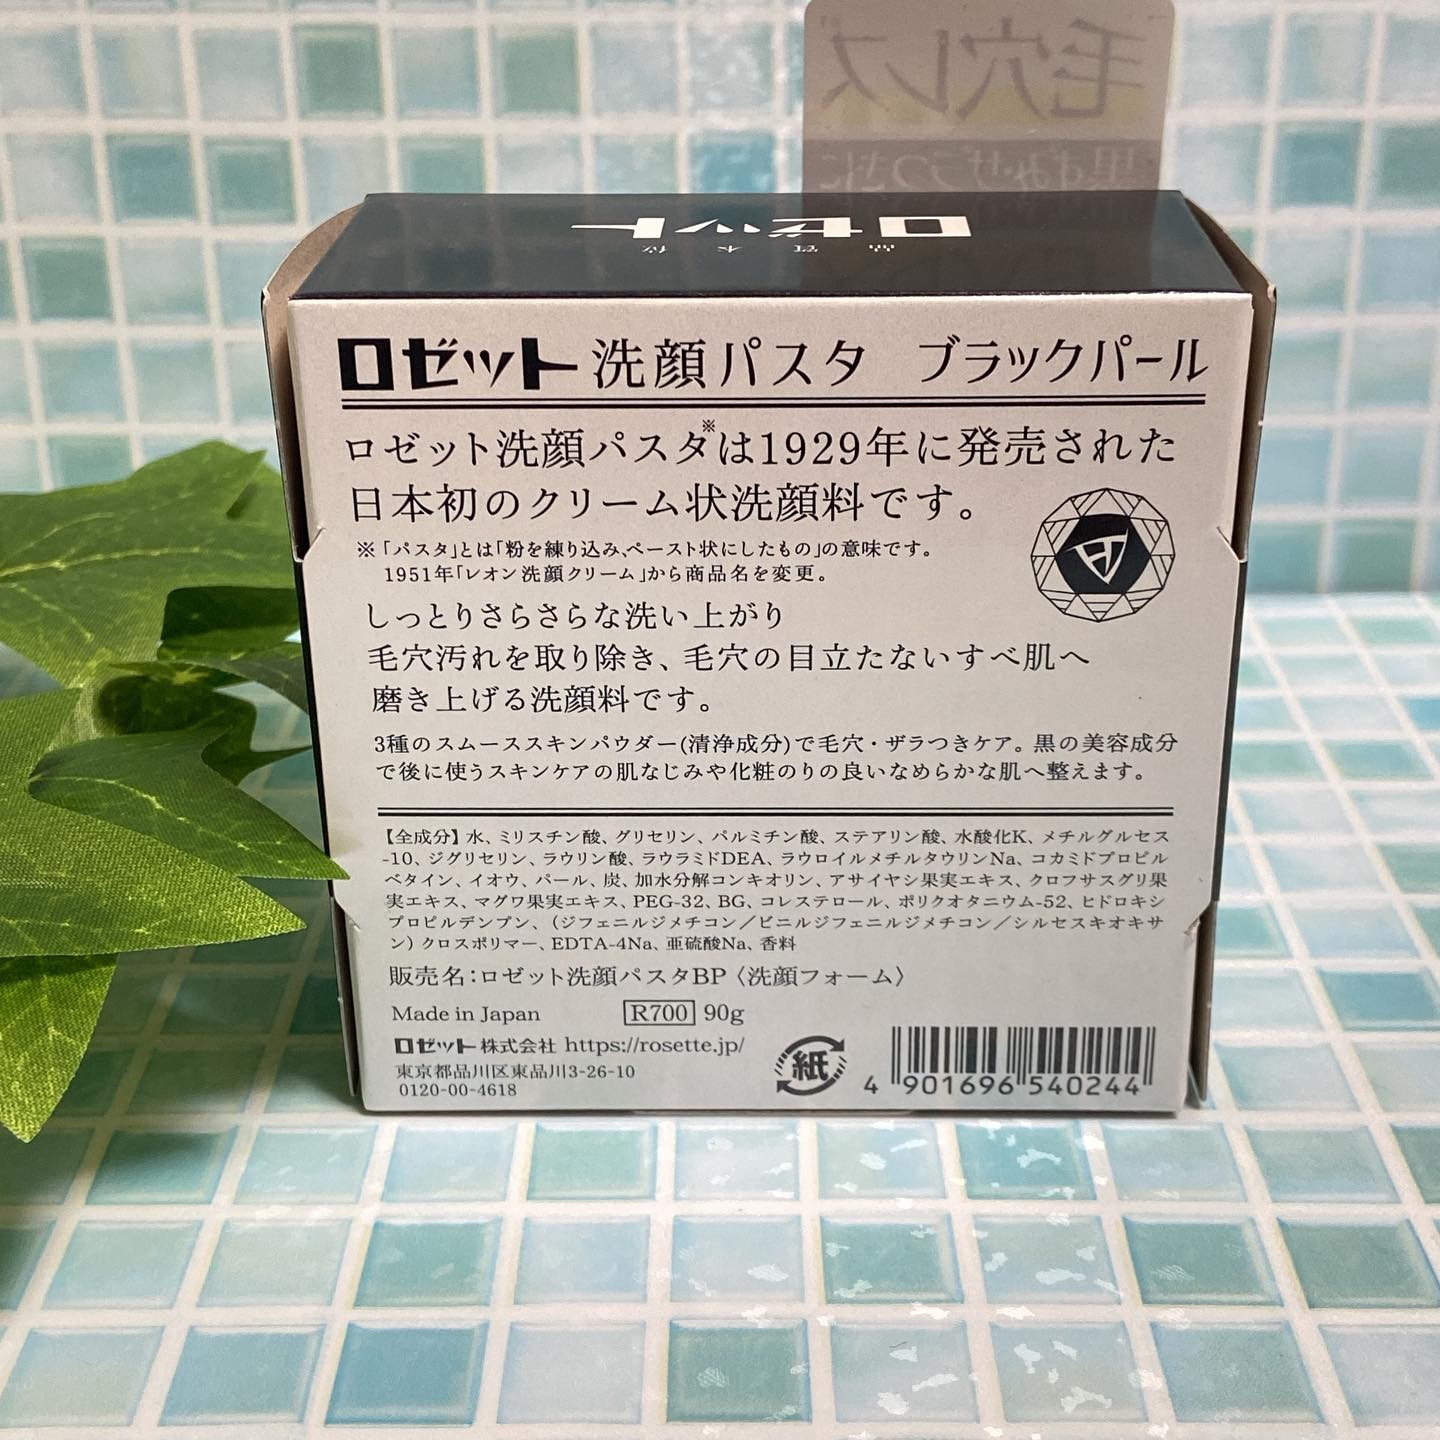 毛穴レス
黒ずみ・ザラつきに
ロゼット
品質本位
ロゼット洗顔パスタ ブラックパール
ロゼット洗顔パスタ※は1929年に発売された
日本初のクリーム状洗顔料です。
※「パスタ」とは「粉を練り込み、ペースト状にしたもの」の意味です。
1951年「レオン洗顔クリーム」から商品名を変更。
しっとりさらさらな洗い上がり
毛穴汚れを取り除き、毛穴の目立たないすべ肌へ
磨き上げる洗顔料です。
3種のスムーススキンパウダー(清浄成分)で毛穴・ザラつきケア。黒の美容成分
で後に使うスキンケアの肌なじみや化粧のりの良いなめらかな肌へ整えます。
【全成分】水、ミリスチン酸、グリセリン、パルミチン酸、ステアリン酸、水酸化K、メチルグルセス
-10、ジグリセリン、ラウリン酸、ラウラミドDEA、ラウロイルメチルタウリンNa、コカミドプロピル
ベタイン、イオウ、パール、炭、加水分解コンキオリン、アサイヤシ果実エキス、クロフサスグリ果
実エキス、マグワ果実エキス、PEG-32、BG、コレステロール、ポリクオタニウム-52、ヒドロキシ
プロピルデンプン、（ジフェニルジメチコン／ビニルジフェニルジメチコン／シルセスキオキサ
ン）クロスポリマー、EDTA-4Na、亜硫酸Na、香料
販売名：ロゼット洗顔パスタBP〈洗顔フォーム〉
Made in Japan R700 90g
ロゼット株式会社 https://rosette.jp/
東京都品川区東品川3-26-10
0120-00-4618
紙
4 901696 540244